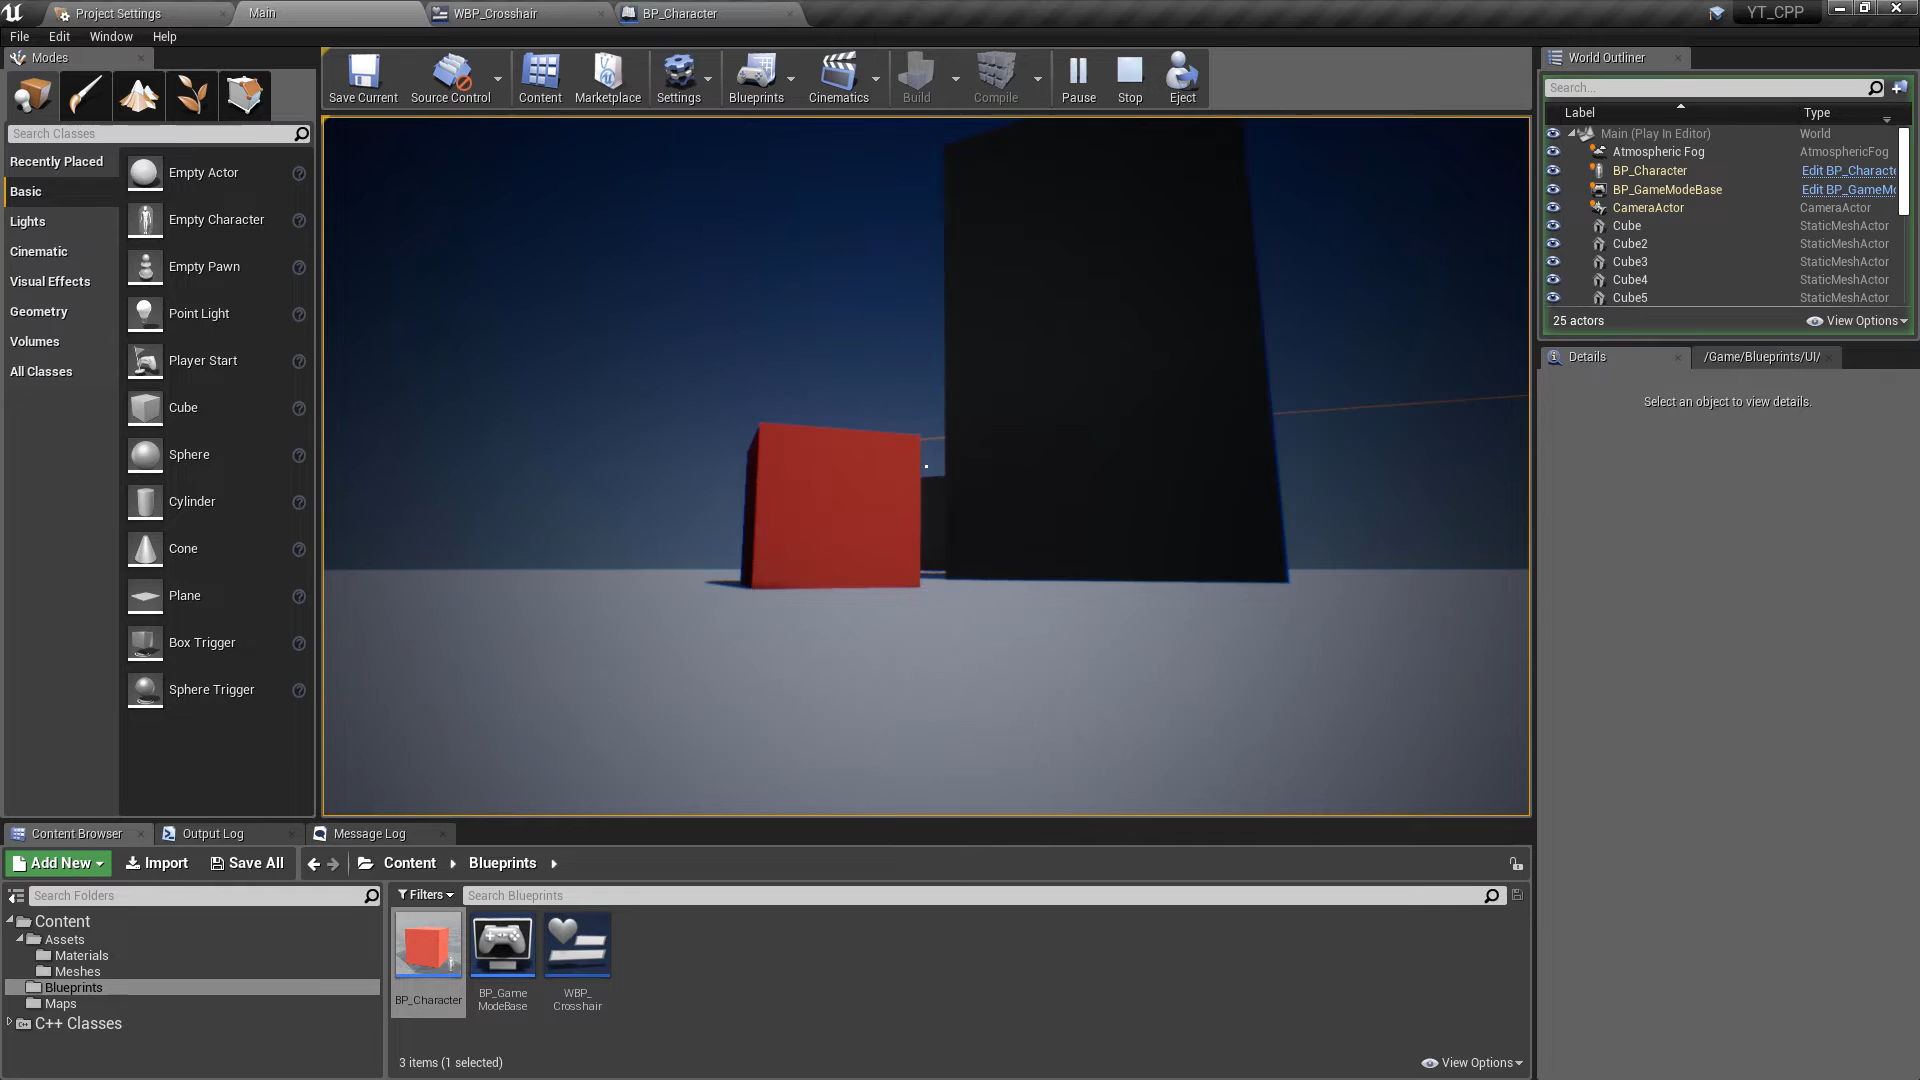 Project Settings
Main
WBP_Crosshair
BP_Character
YT_CPP
File
Edit
Window
Help
Modes
Save Current
Source Control
Content
Marketplace
Settings
Blueprints
Cinematics
Build
Compile
Pause
Stop
Eject
World Outliner
Search...
Label
Type
Main (Play In Editor)
World
Atmospheric Fog
AtmosphericFog
BP_Character
Edit BP_Characte
BP_GameModeBase
Edit BP_GameMo
CameraActor
CameraActor
Cube
StaticMeshActor
Cube2
StaticMeshActor
Cube3
StaticMeshActor
Cube4
StaticMeshActor
Cube5
StaticMeshActor
25 actors
View Options
Details
/Game/Blueprints/UI/
Select an object to view details.
Search Classes
Recently Placed
Basic
Lights
Cinematic
Visual Effects
Geometry
Volumes
All Classes
Empty Actor
Empty Character
Empty Pawn
Point Light
Player Start
Cube
Sphere
Cylinder
Cone
Plane
Box Trigger
Sphere Trigger
Content Browser
Output Log
Message Log
Add New
Import
Save All
Content
Blueprints
Search Folders
Filters
Search Blueprints
Content
Assets
Materials
Meshes
Blueprints
Maps
C++ Classes
BP_Character
BP_Game
ModeBase
WBP_
Crosshair
3 items (1 selected)
View Options